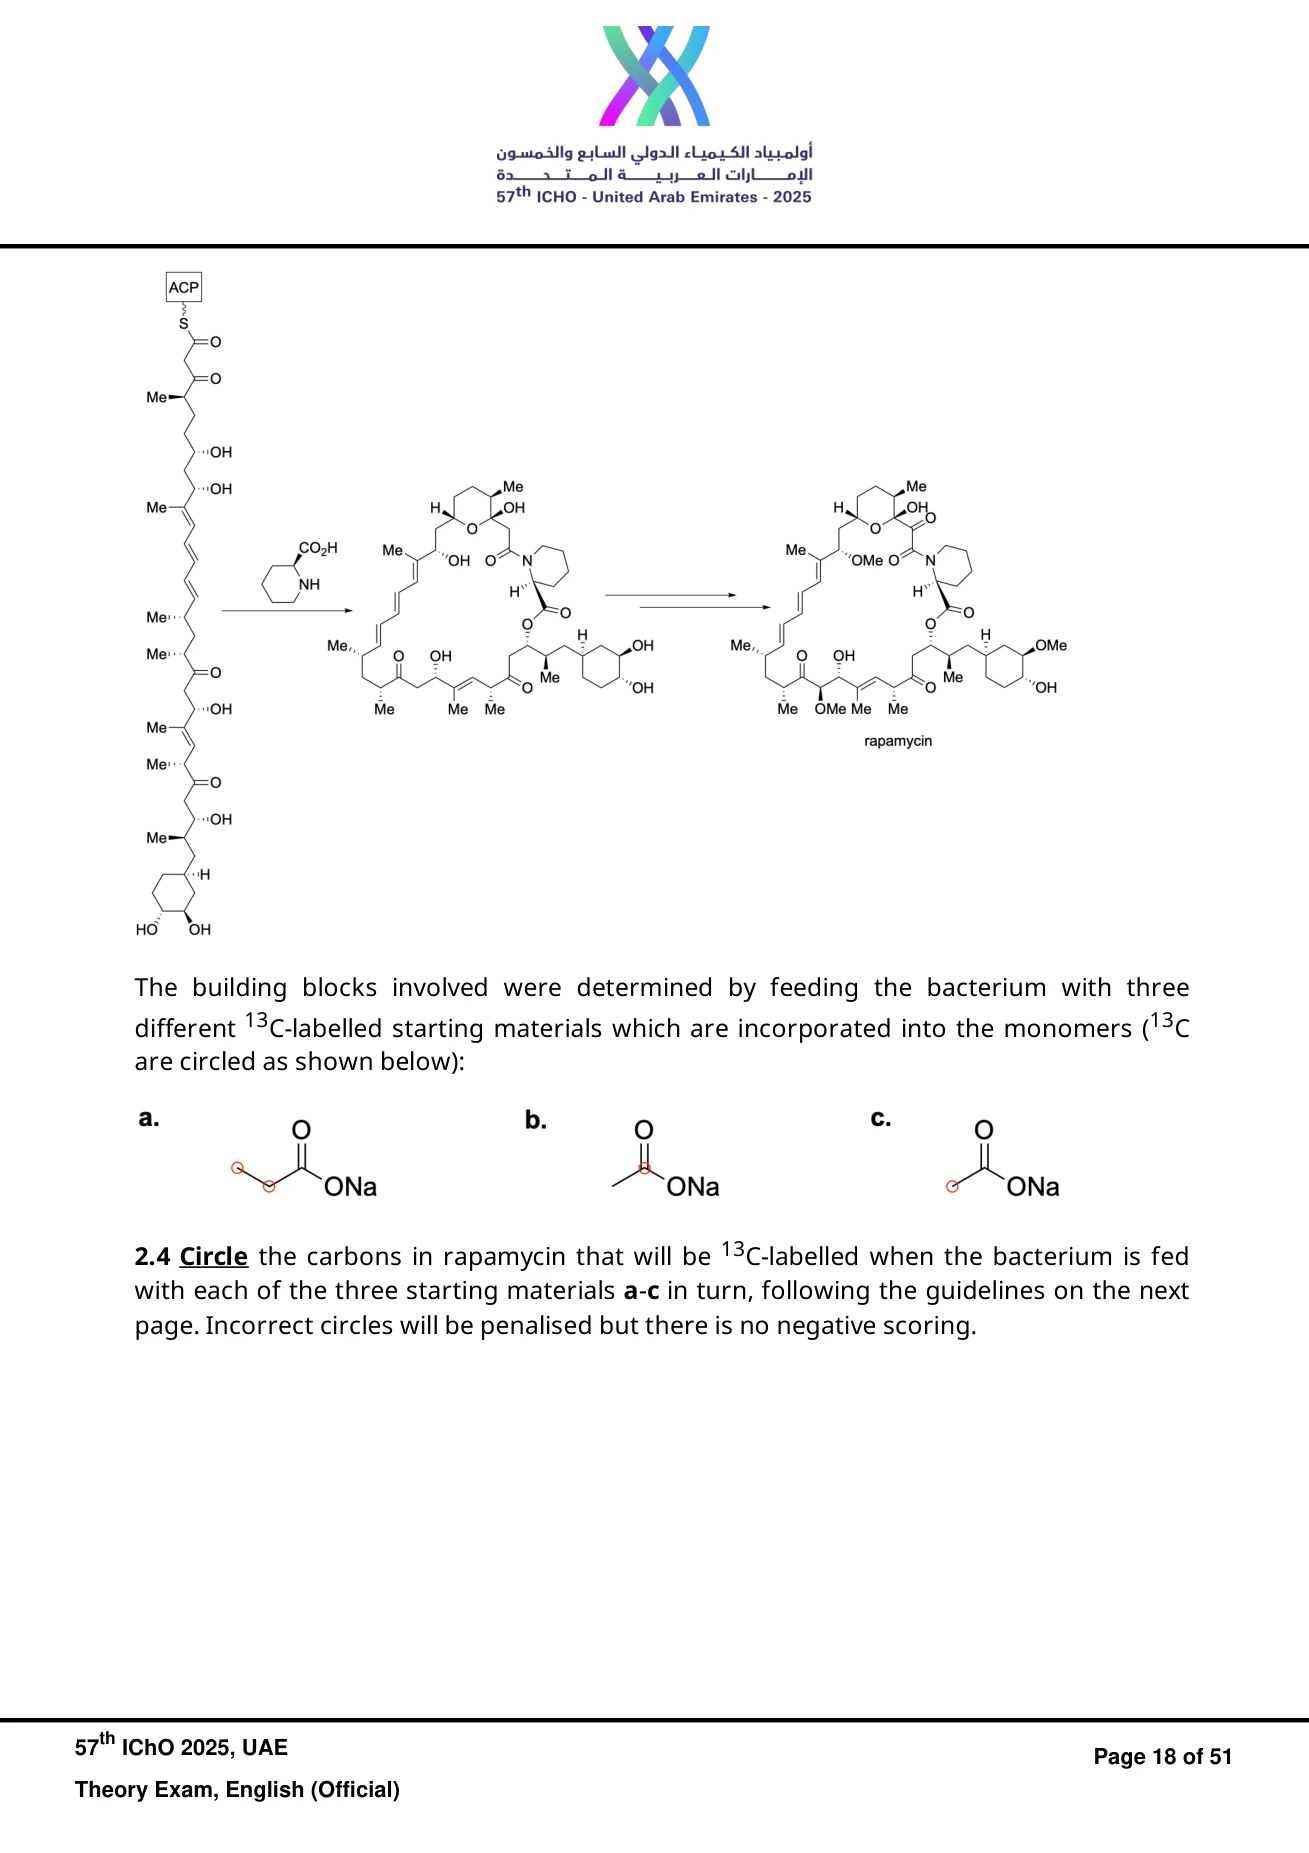 أولمبياد الكيمياء الدولي السابع والخمسون
الإمـــــارات الـعـــربـيــــــة الـمـــتـــحـــــدة
57th ICHO - United Arab Emirates - 2025
ACP
S
O
O
Me
OH
OH
Me
CO2H
NH
Me
Me
O
OH
Me
Me
O
OH
Me
H
HO
OH
Me
H
OH
O
Me
OH
O
N
H
O
O
Me
O
OH
H
OH
O
Me
OH
Me
Me
Me
Me
H
OH
O
O
Me
OMe
O
N
H
O
O
Me
O
OH
H
OMe
O
Me
OH
Me
OMe
Me
Me
rapamycin
The building blocks involved were determined by feeding the bacterium with three
different 13C-labelled starting materials which are incorporated into the monomers (13C
are circled as shown below):
a.
b.
c.
O
O
O
ONa
ONa
ONa
2.4 Circle the carbons in rapamycin that will be 13C-labelled when the bacterium is fed
with each of the three starting materials a-c in turn, following the guidelines on the next
page. Incorrect circles will be penalised but there is no negative scoring.
57th IChO 2025, UAE
Page 18 of 51
Theory Exam, English (Official)